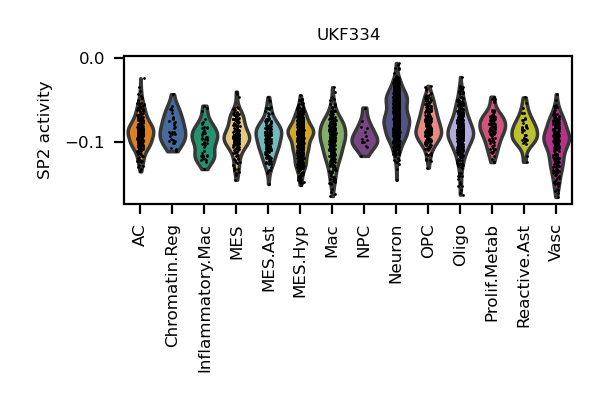 UKF334
SP2 activity
0.0
−0.1
AC
Chromatin.Reg
Inflammatory.Mac
MES
MES.Ast
MES.Hyp
Mac
NPC
Neuron
OPC
Oligo
Prolif.Metab
Reactive.Ast
Vasc